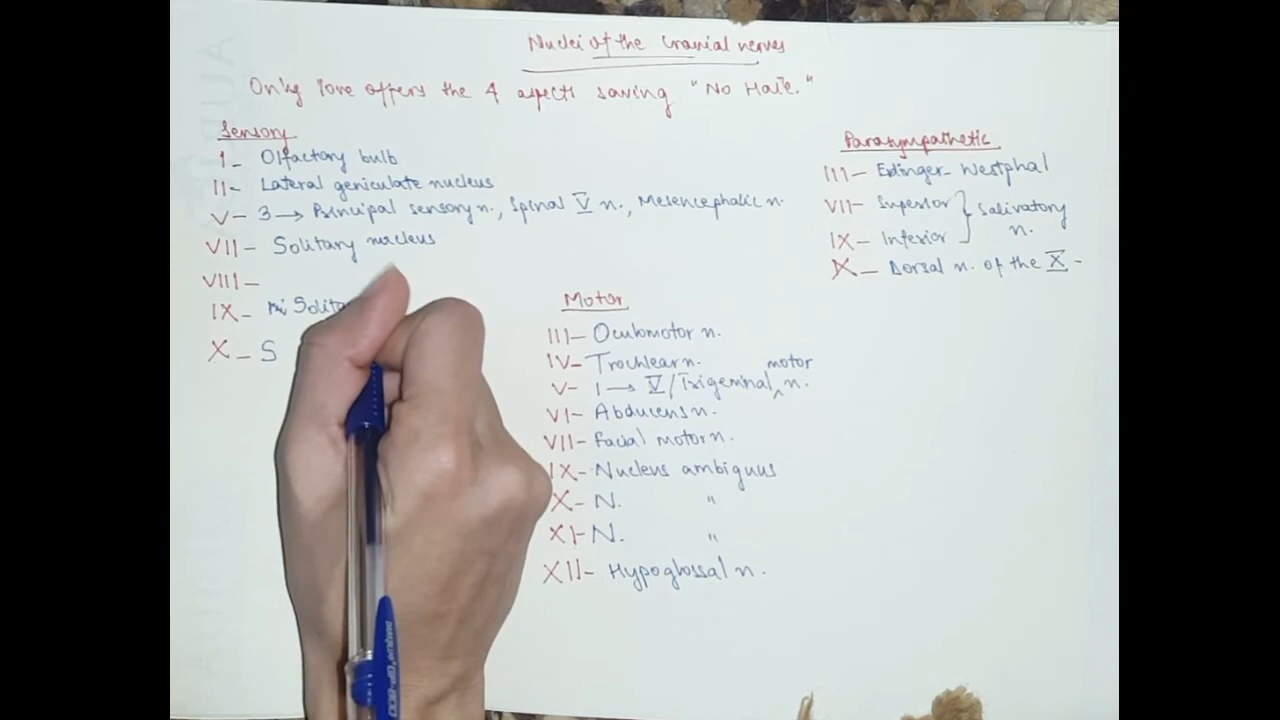 Nuclei of the Cranial nerves
Only love offers the 4 aspects saving "No Hate."
Sensory
I- Olfactory bulb
II- Lateral geniculate nucleus
V- 3 → Principal sensory n., Spinal V n., Mesencephalic n.
VII- Solitary nucleus
VIII-
IX- Solita
X- S
Motor
III- Oculomotor n.
IV- Trochlear n.
V- 1 → V/Trigeminal motor n.
VI- Abducens n.
VII- Facial motor n.
IX- Nucleus ambiguus
X- N. "
XI- N. "
XII- Hypoglossal n.
Parasympathetic
III- Edinger-Westphal
VII- Superior } Salivatory
IX- Inferior } n.
X- Dorsal n. of the X-